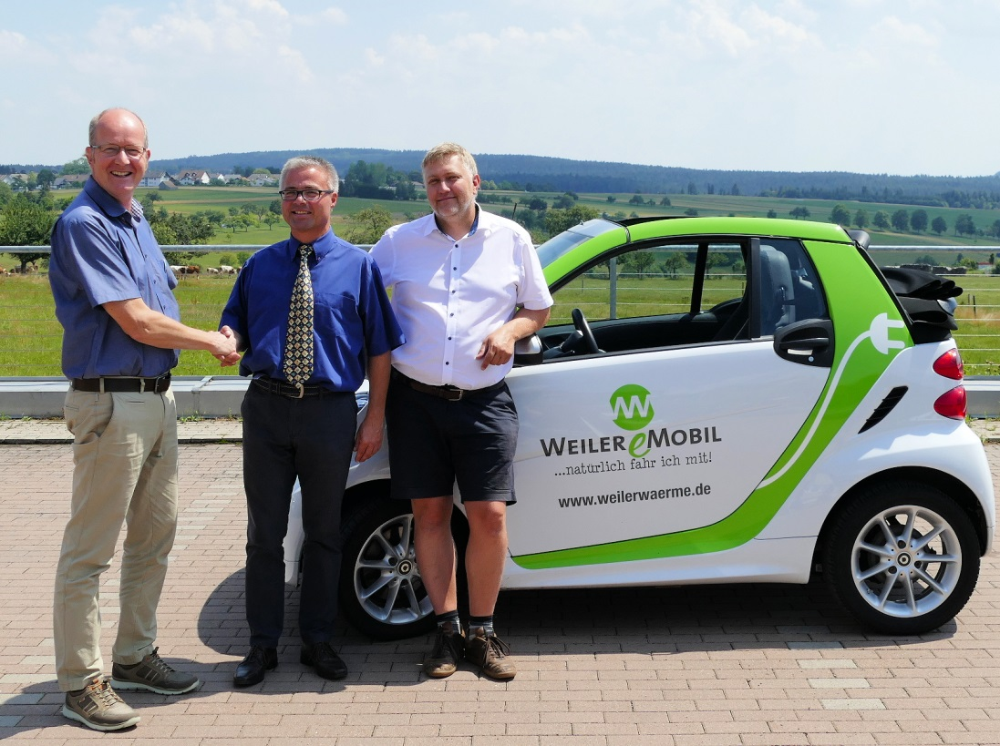 WEILER eMOBIL
...natürlich fahr ich mit!
www.weilerwaerme.de